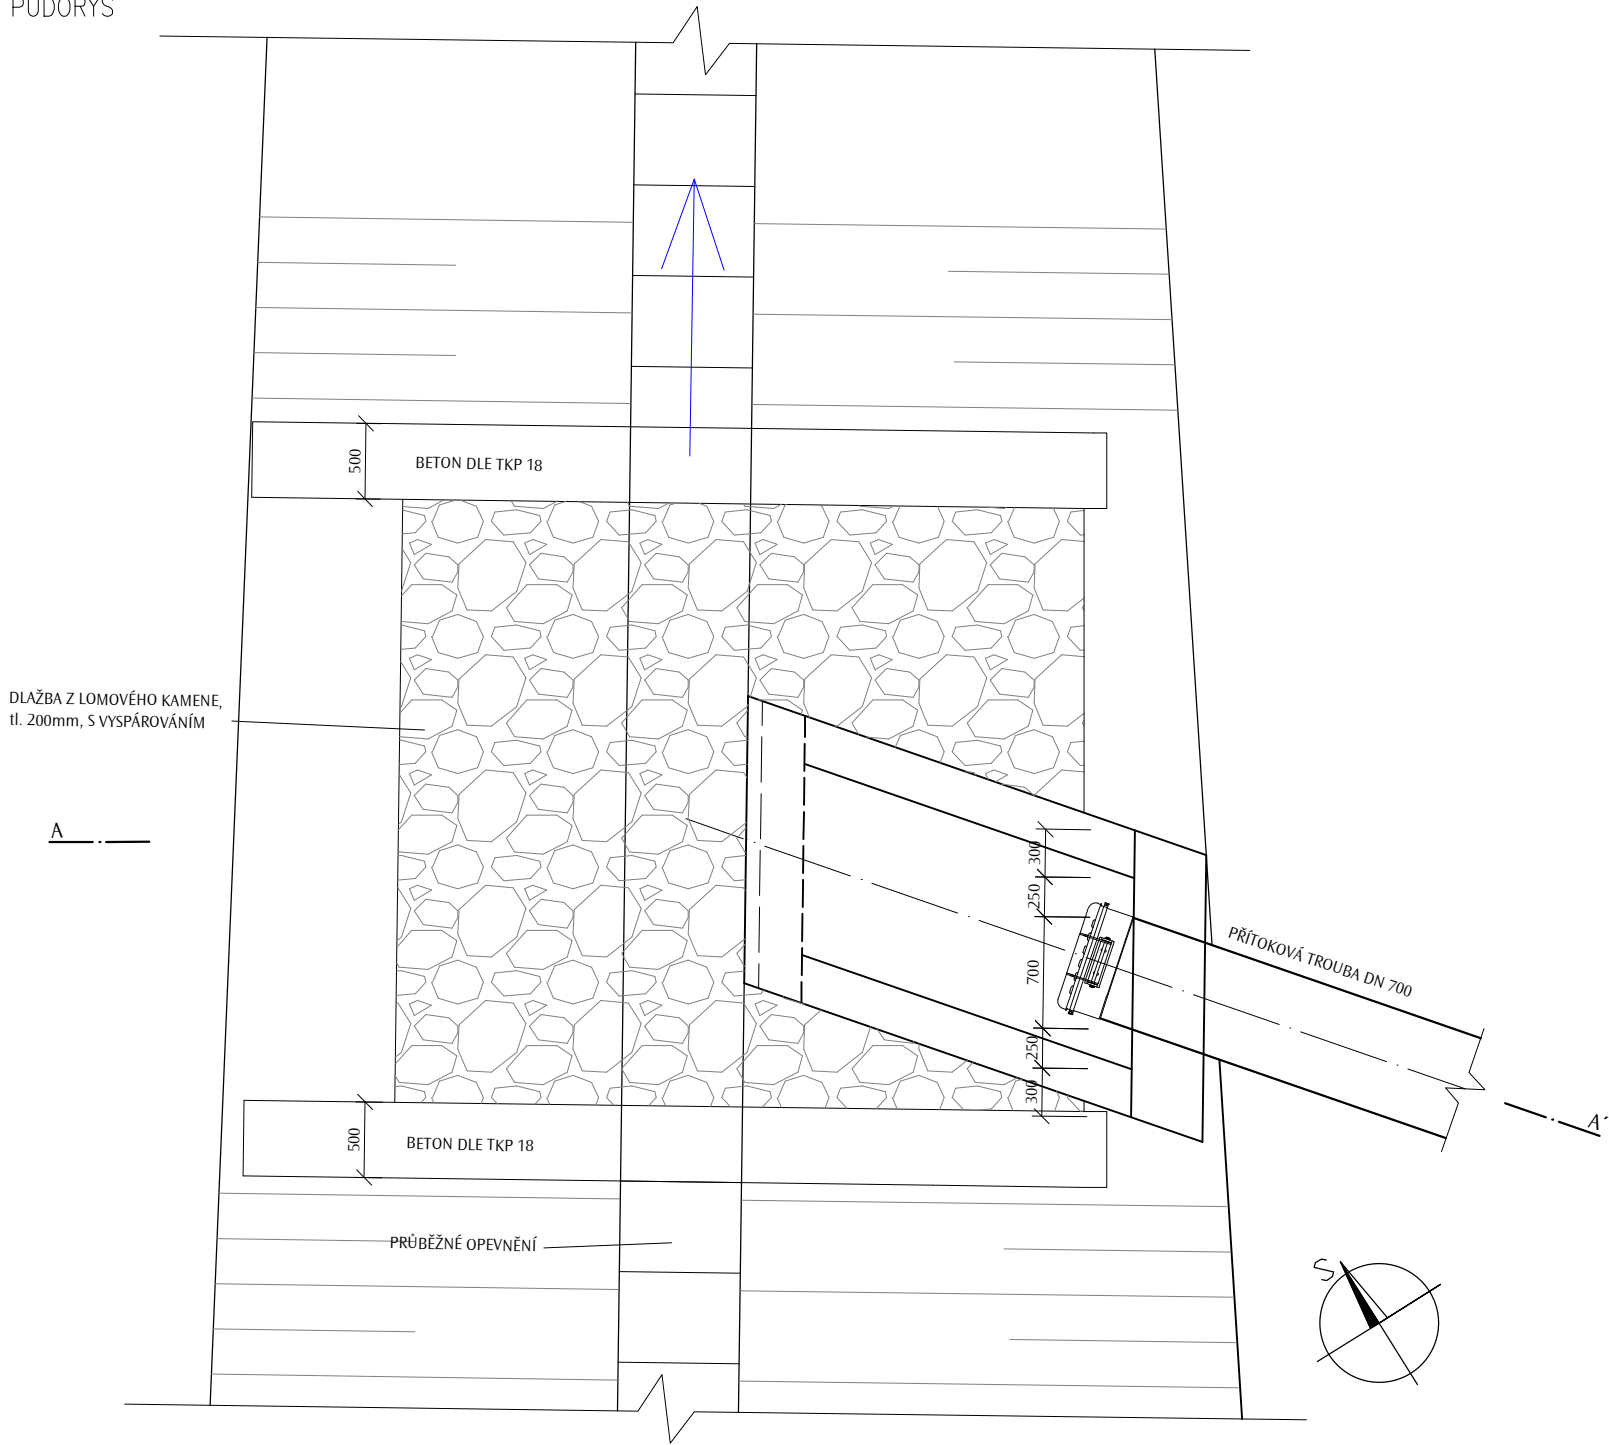 PŮDORYS
500
BETON DLE TKP 18
DLAŽBA Z LOMOVÉHO KAMENE,
tl. 200mm, S VYSPÁROVÁNÍM
A
300
250
700
250
300
PŘÍTOKOVÁ TROUBA DN 700
A´
500
BETON DLE TKP 18
PRŮBĚŽNÉ OPEVNĚNÍ
S